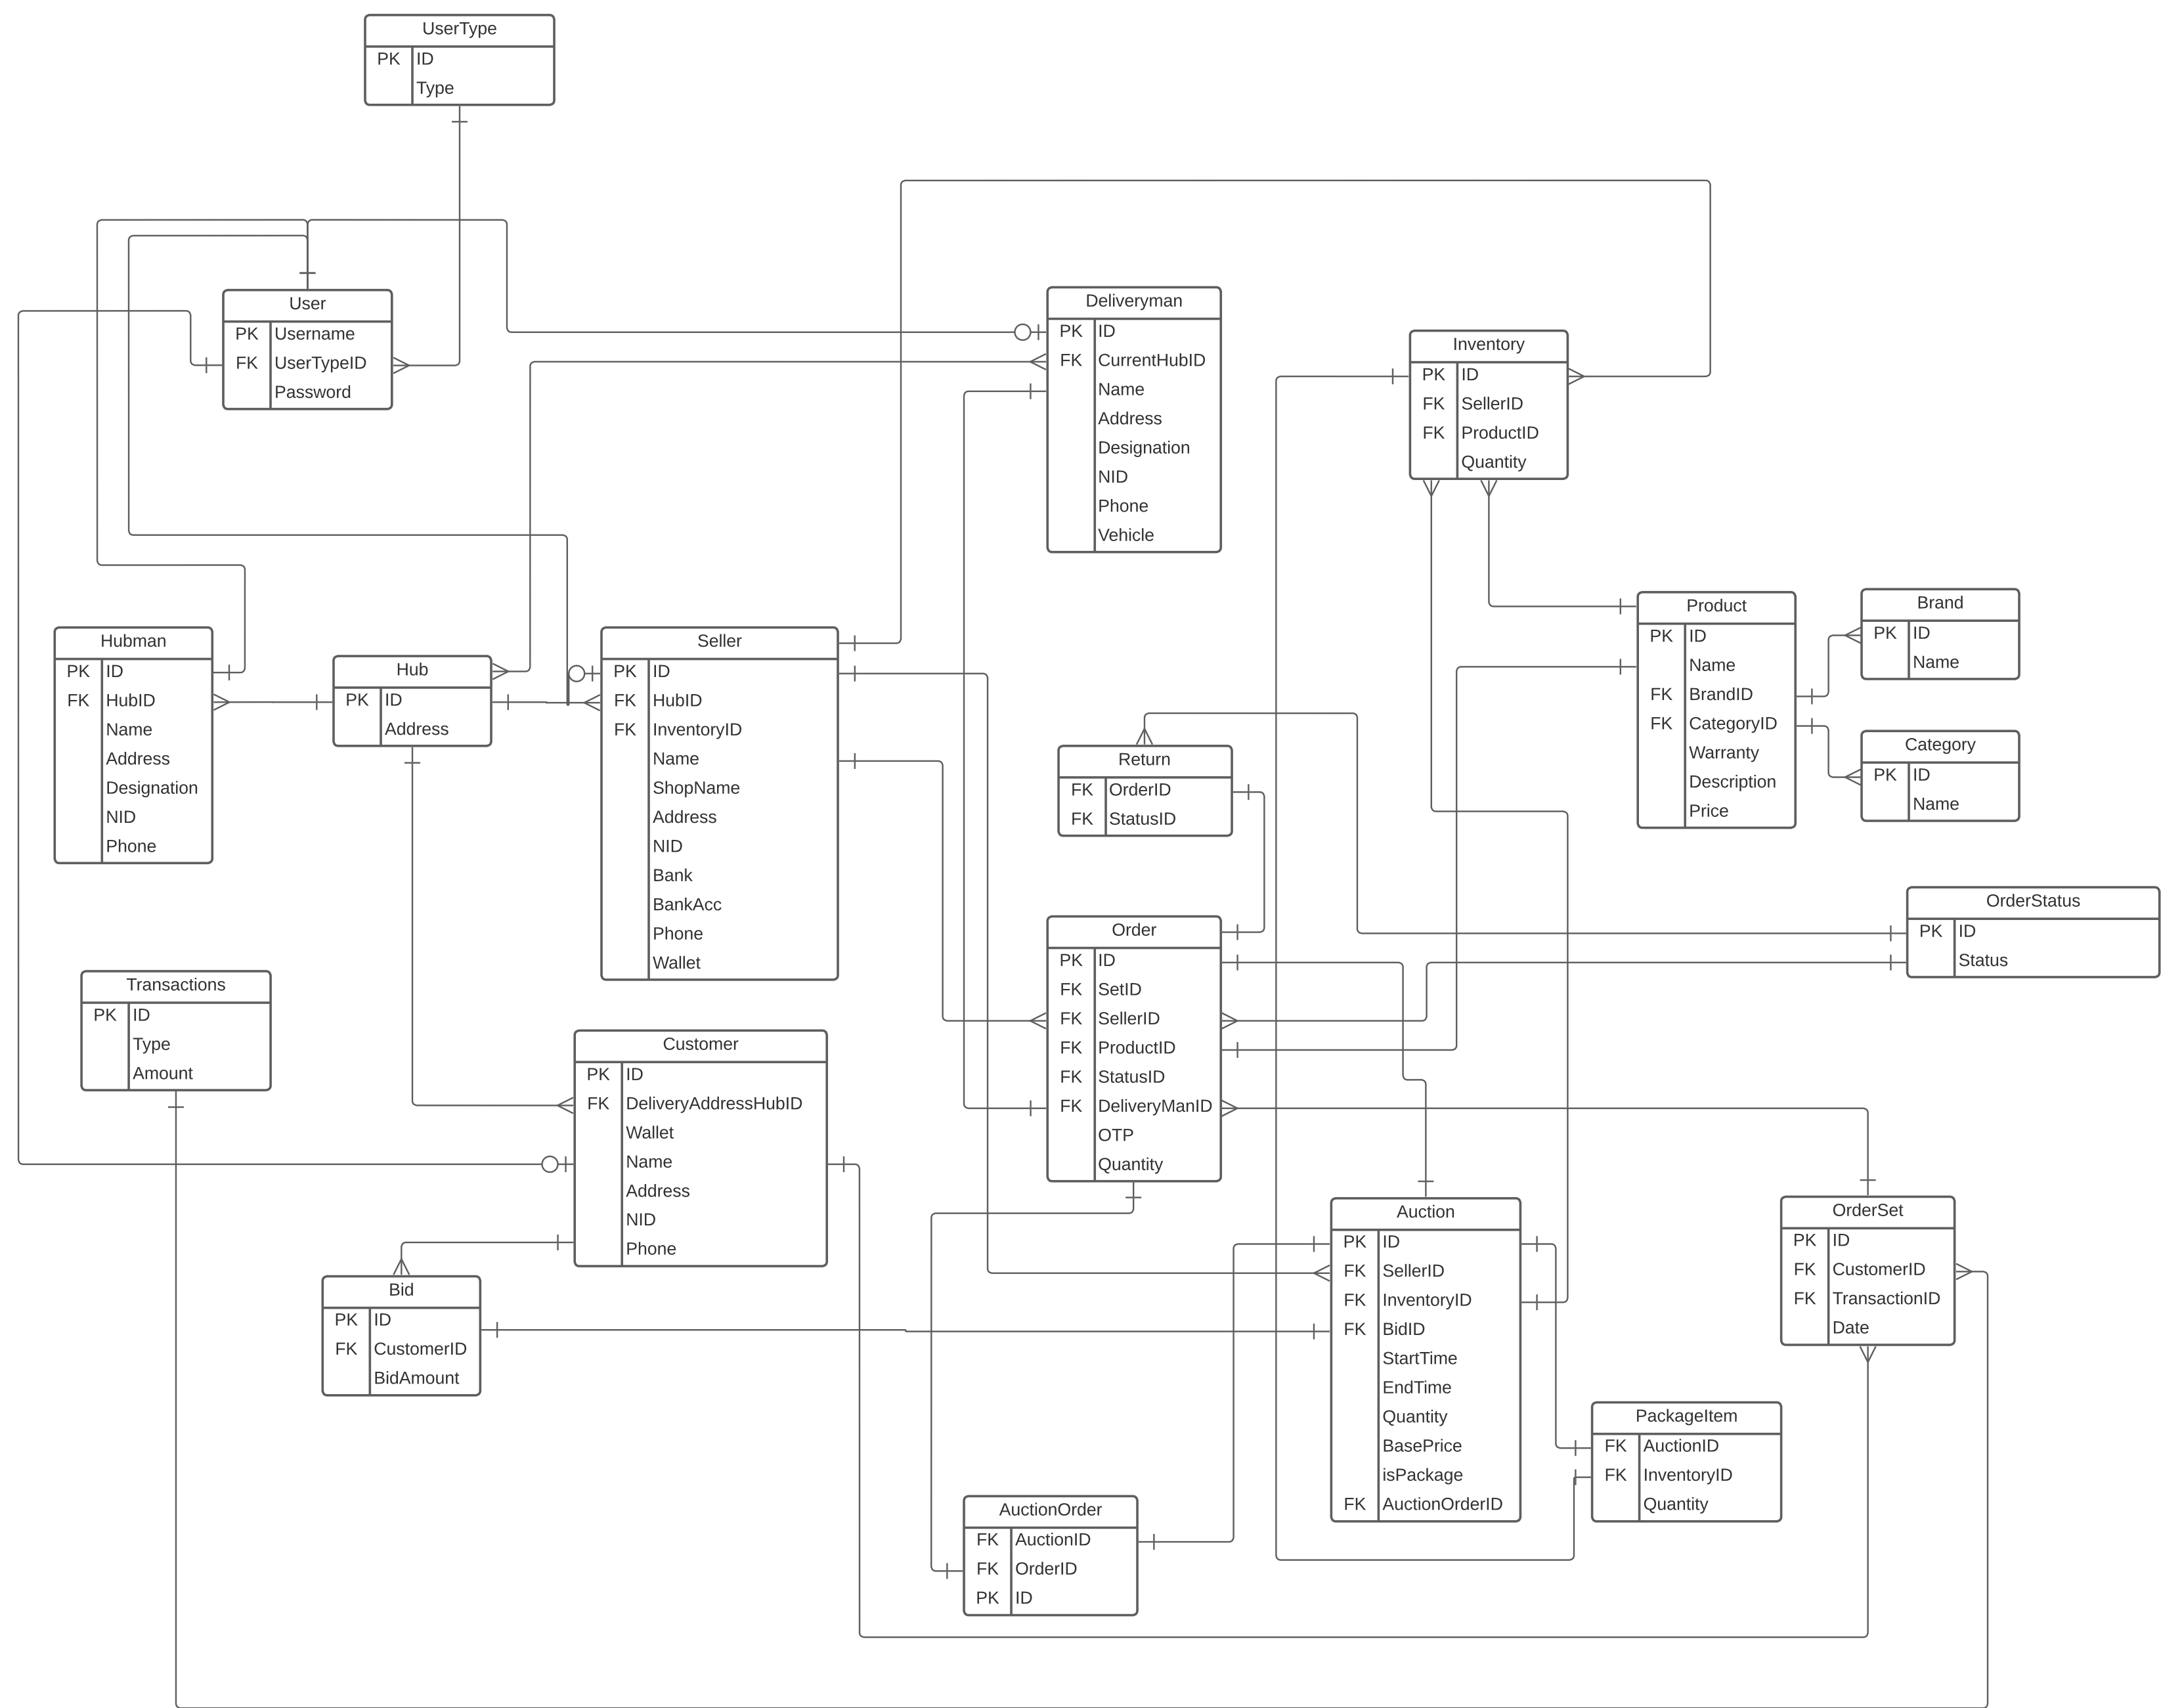 UserType
PK ID
Type
User
PK Username
FK UserTypeID
Password
Deliveryman
PK ID
FK CurrentHubID
Name
Address
Designation
NID
Phone
Vehicle
Inventory
PK ID
FK SellerID
FK ProductID
Quantity
Hubman
PK ID
FK HubID
Name
Address
Designation
NID
Phone
Hub
PK ID
Address
Seller
PK ID
FK HubID
FK InventoryID
Name
ShopName
Address
NID
Bank
BankAcc
Phone
Wallet
Product
PK ID
Name
FK BrandID
FK CategoryID
Warranty
Description
Price
Brand
PK ID
Name
Category
PK ID
Name
Return
FK OrderID
FK StatusID
OrderStatus
PK ID
Status
Order
PK ID
FK SetID
FK SellerID
FK ProductID
FK StatusID
FK DeliveryManID
OTP
Quantity
Transactions
PK ID
Type
Amount
Customer
PK ID
FK DeliveryAddressHubID
Wallet
Name
Address
NID
Phone
Bid
PK ID
FK CustomerID
BidAmount
Auction
PK ID
FK SellerID
FK InventoryID
FK BidID
StartTime
EndTime
Quantity
BasePrice
isPackage
FK AuctionOrderID
OrderSet
PK ID
FK CustomerID
FK TransactionID
Date
PackageItem
FK AuctionID
FK InventoryID
Quantity
AuctionOrder
FK AuctionID
FK OrderID
PK ID